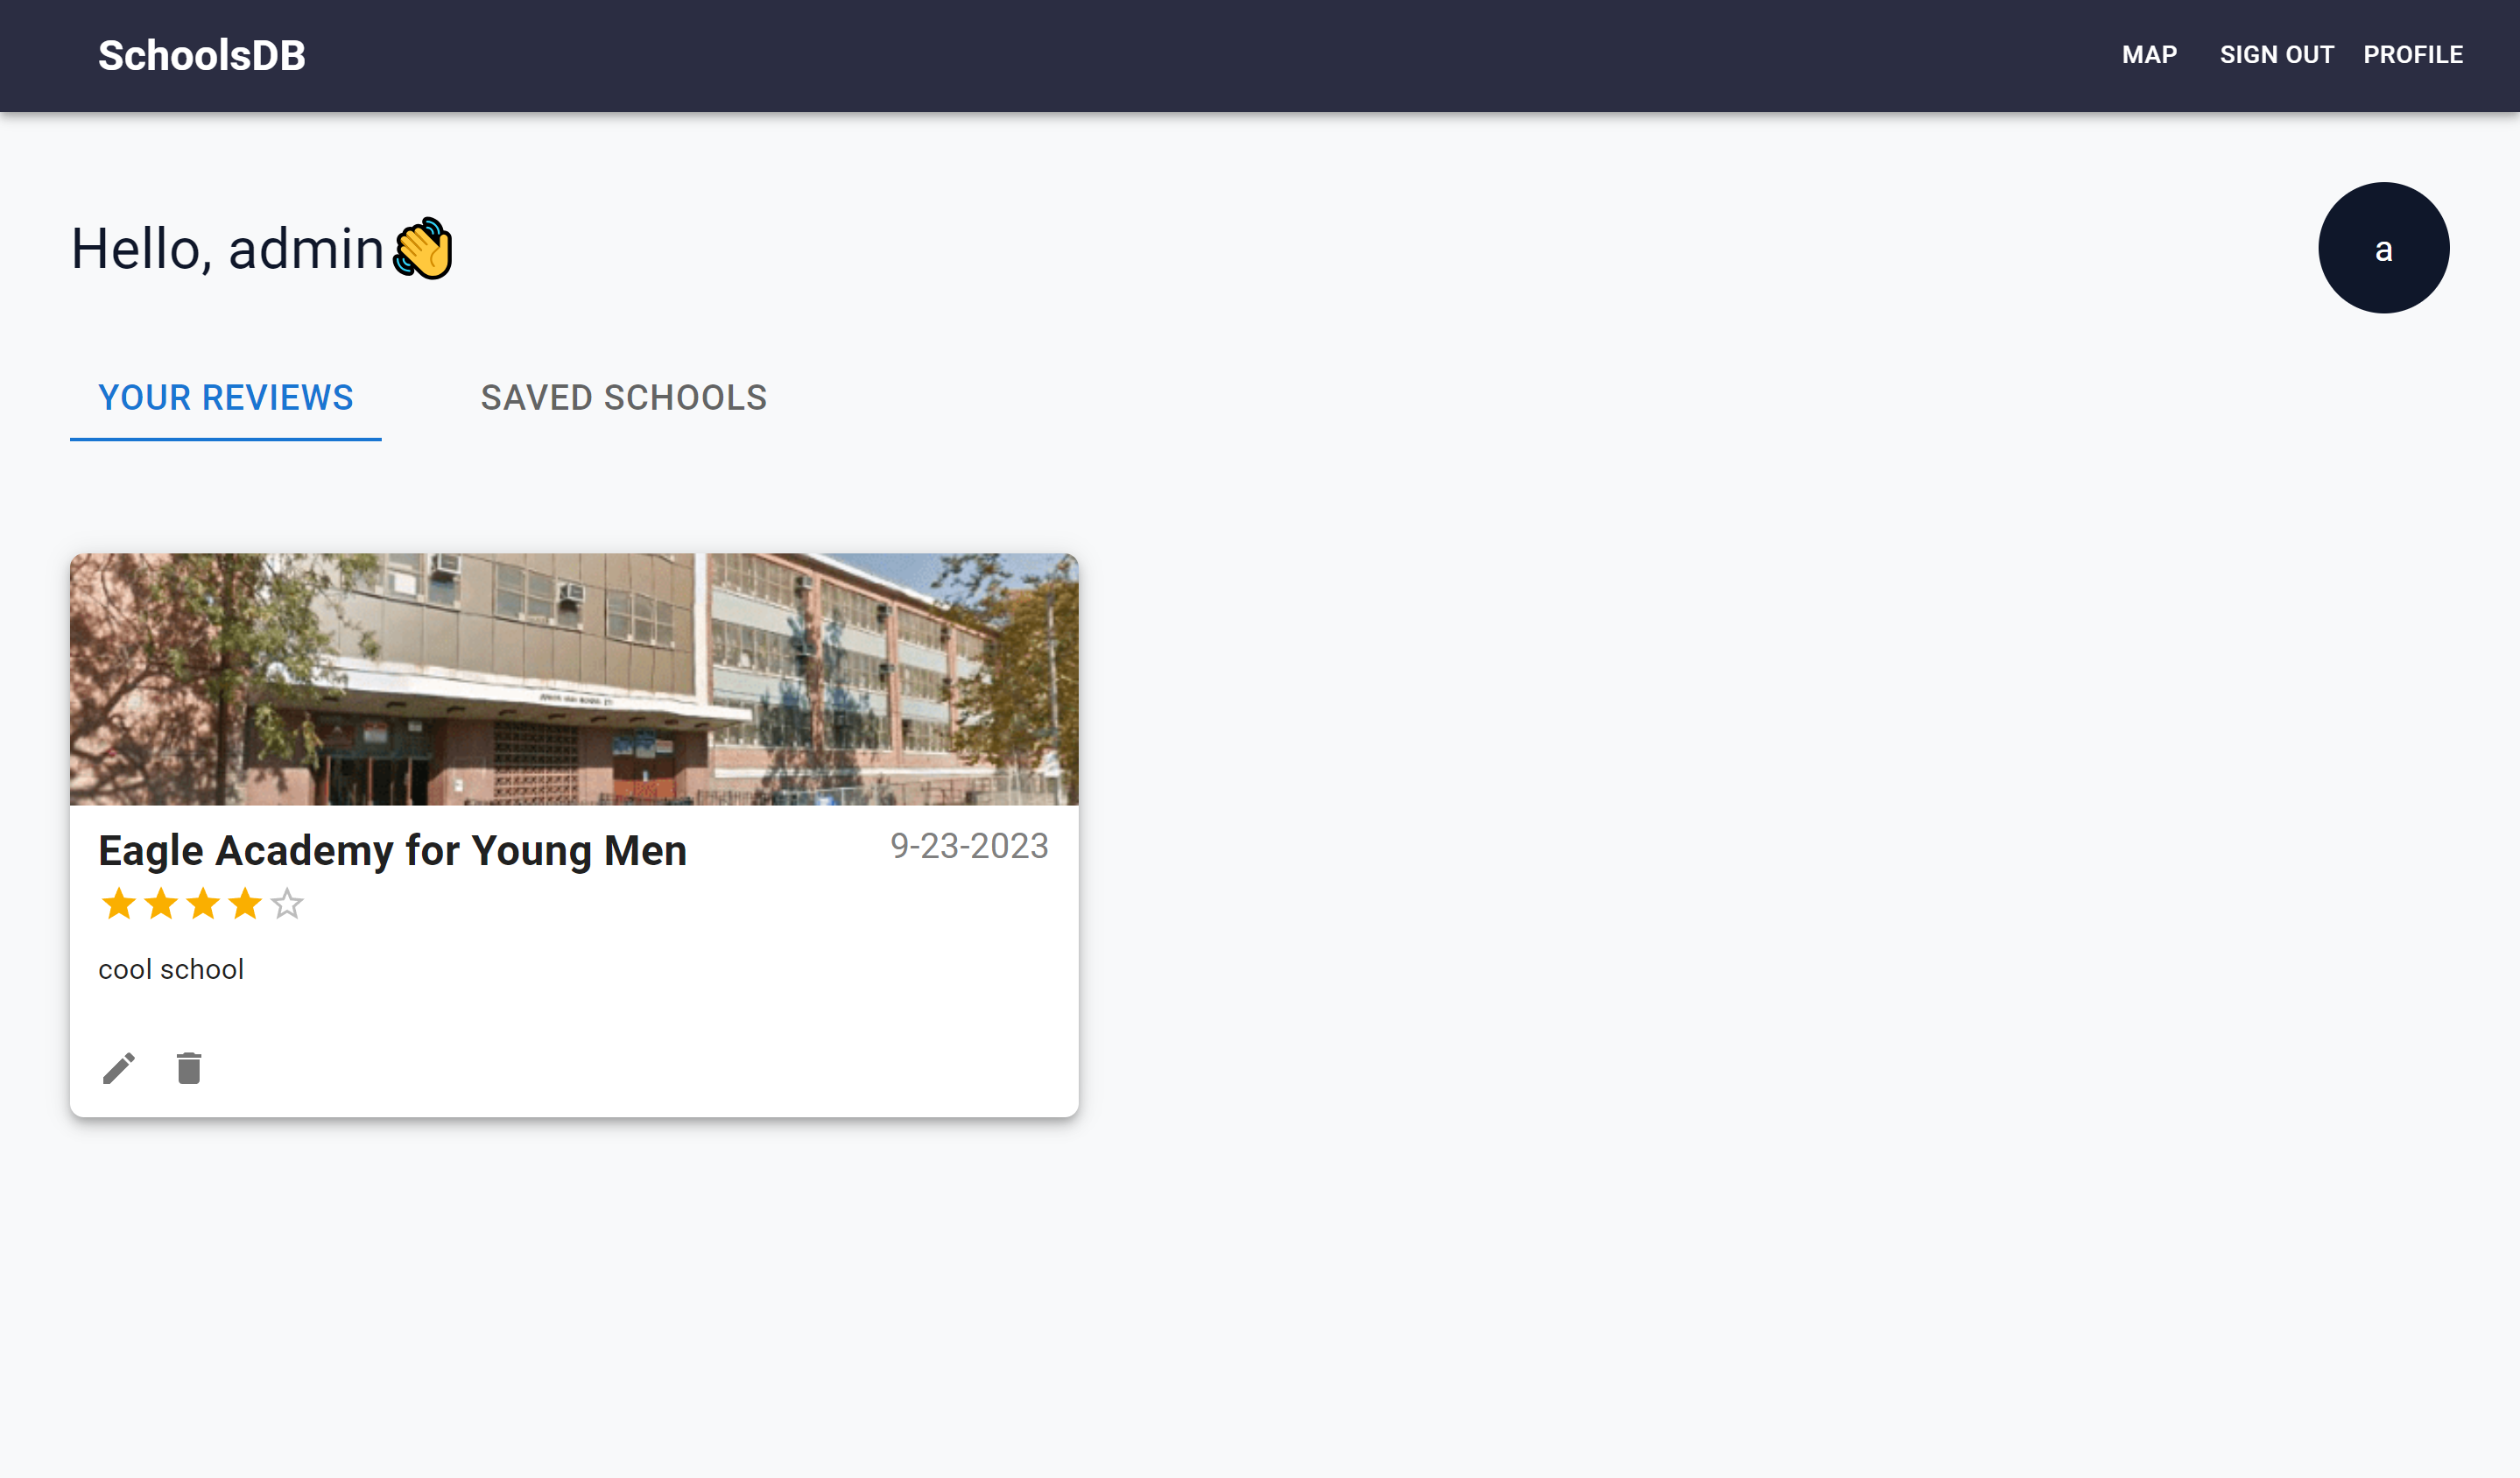 SchoolsDB
MAP SIGN OUT PROFILE
Hello, admin
a
YOUR REVIEWS SAVED SCHOOLS
Eagle Academy for Young Men 9-23-2023
cool school